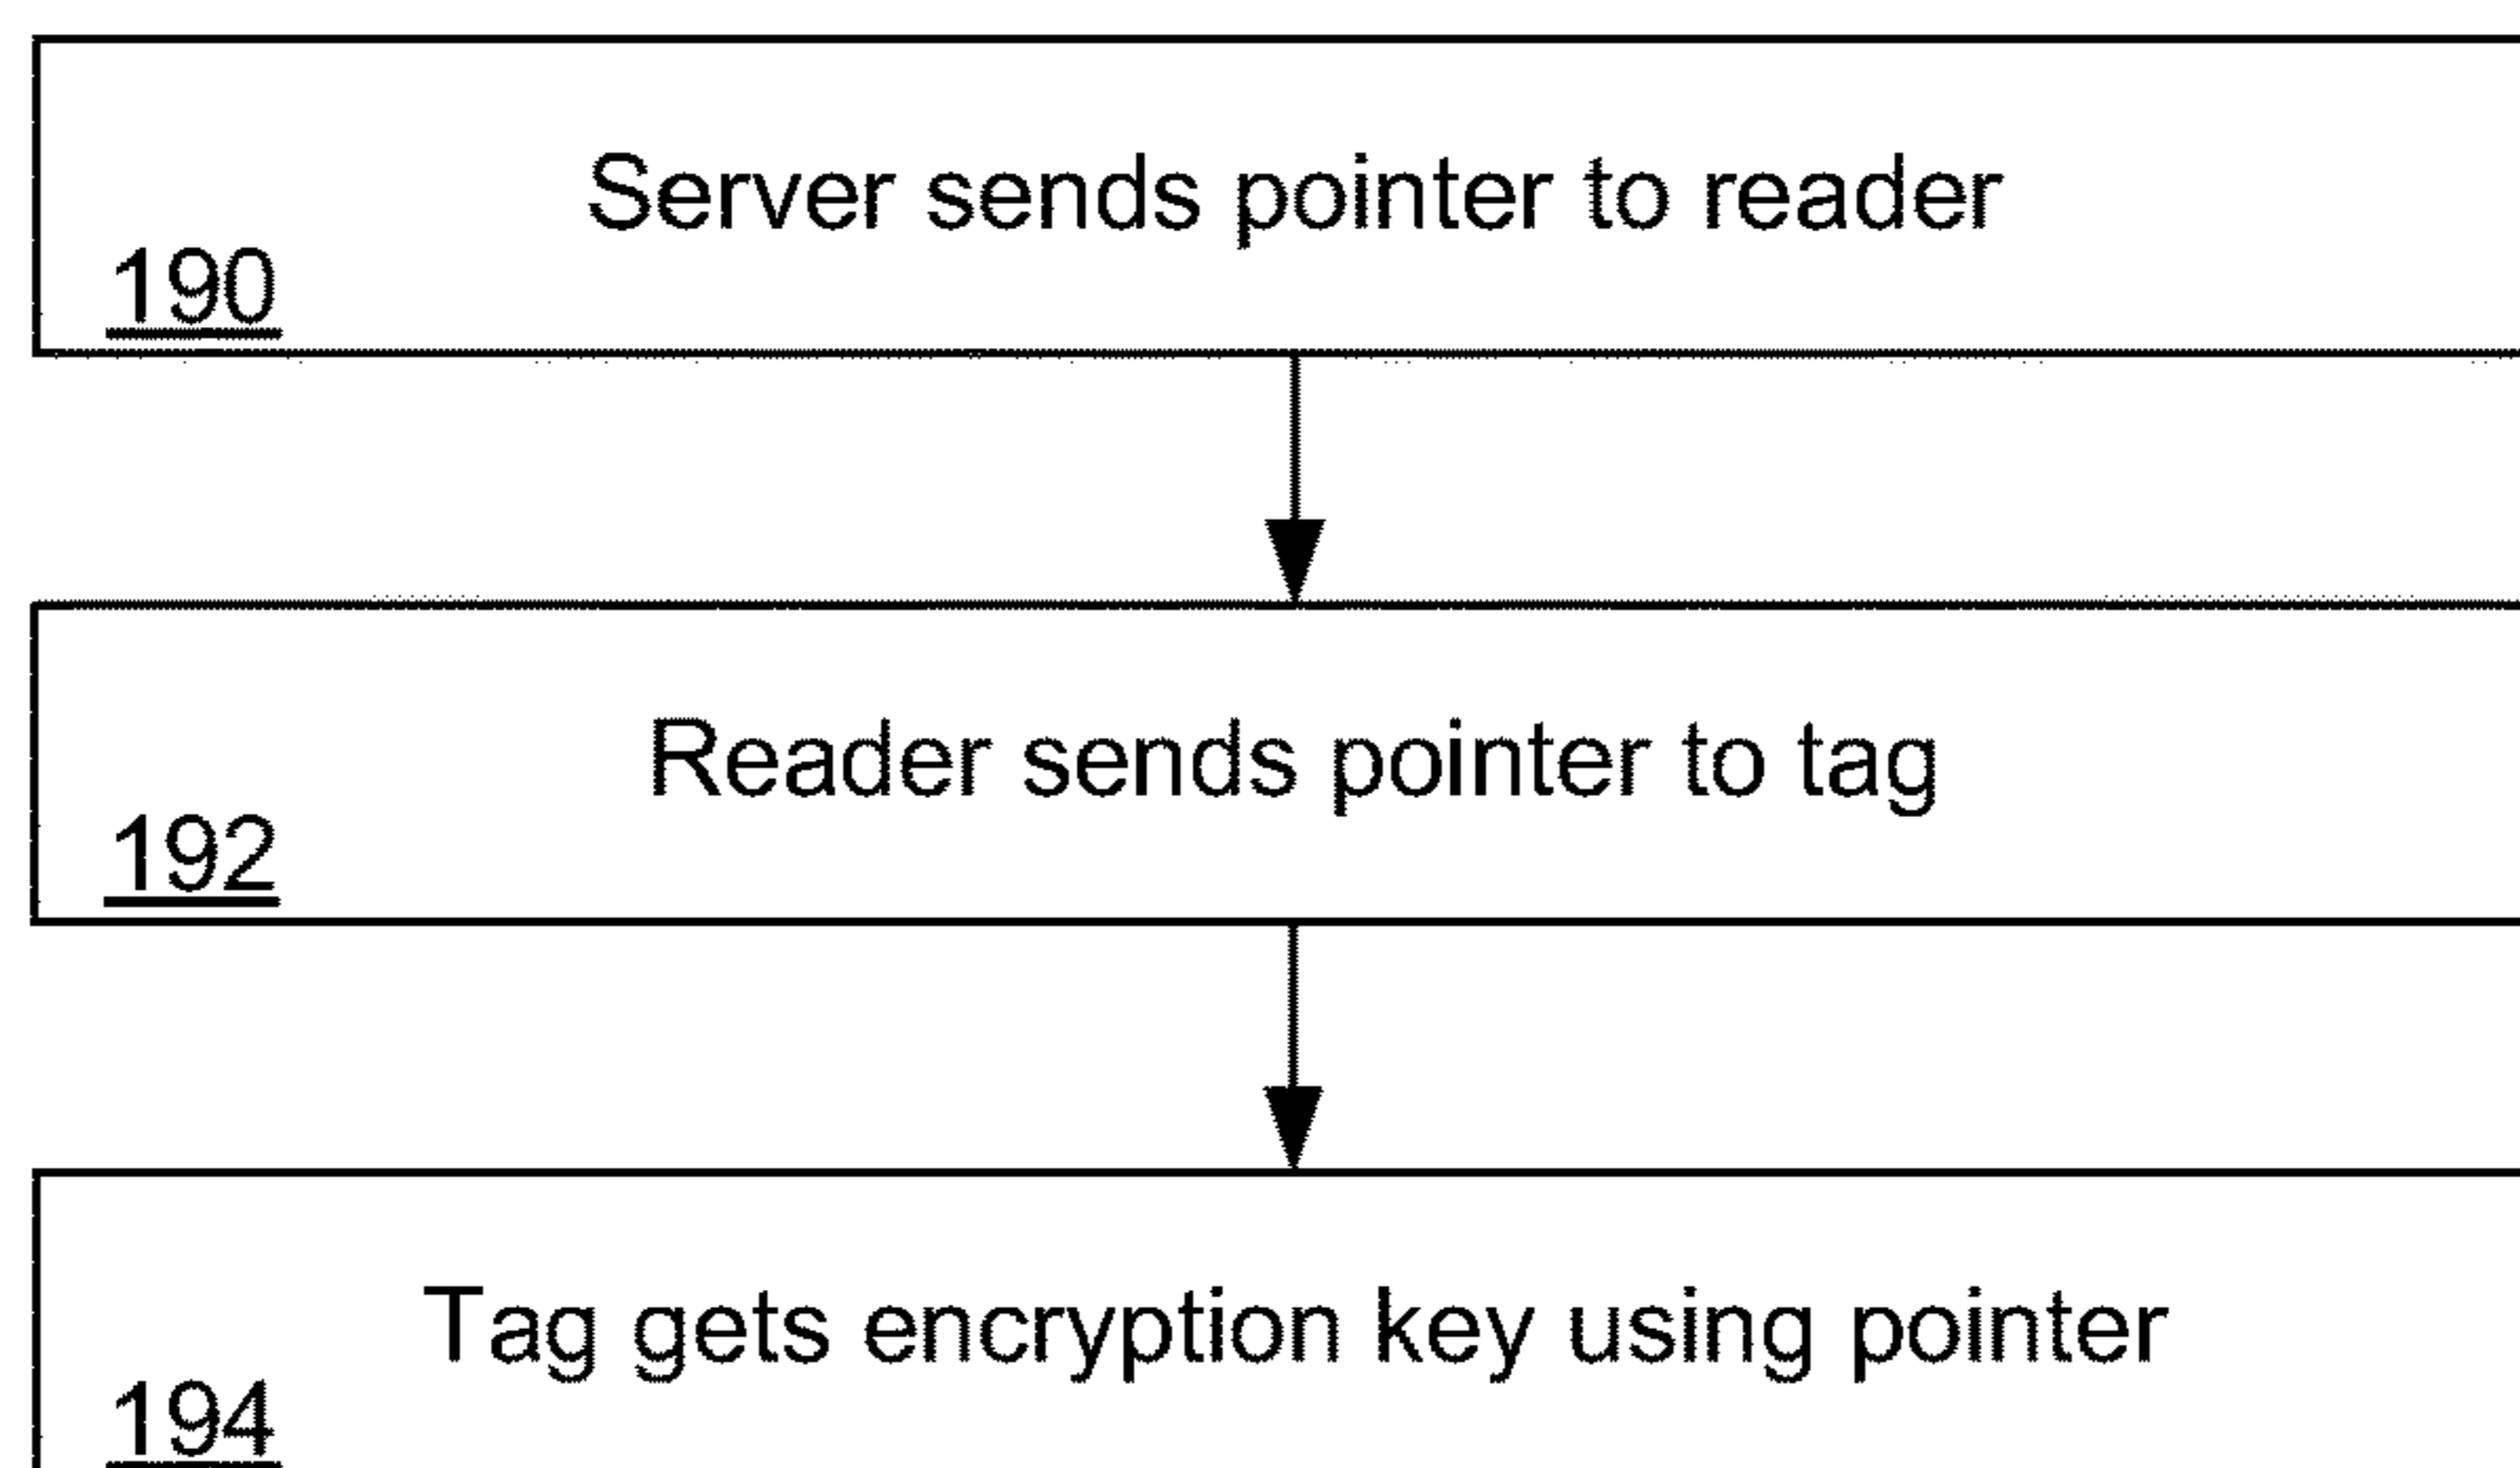 Server sends pointer to reader
190
Reader sends pointer to tag
192
Tag gets encryption key using pointer
194